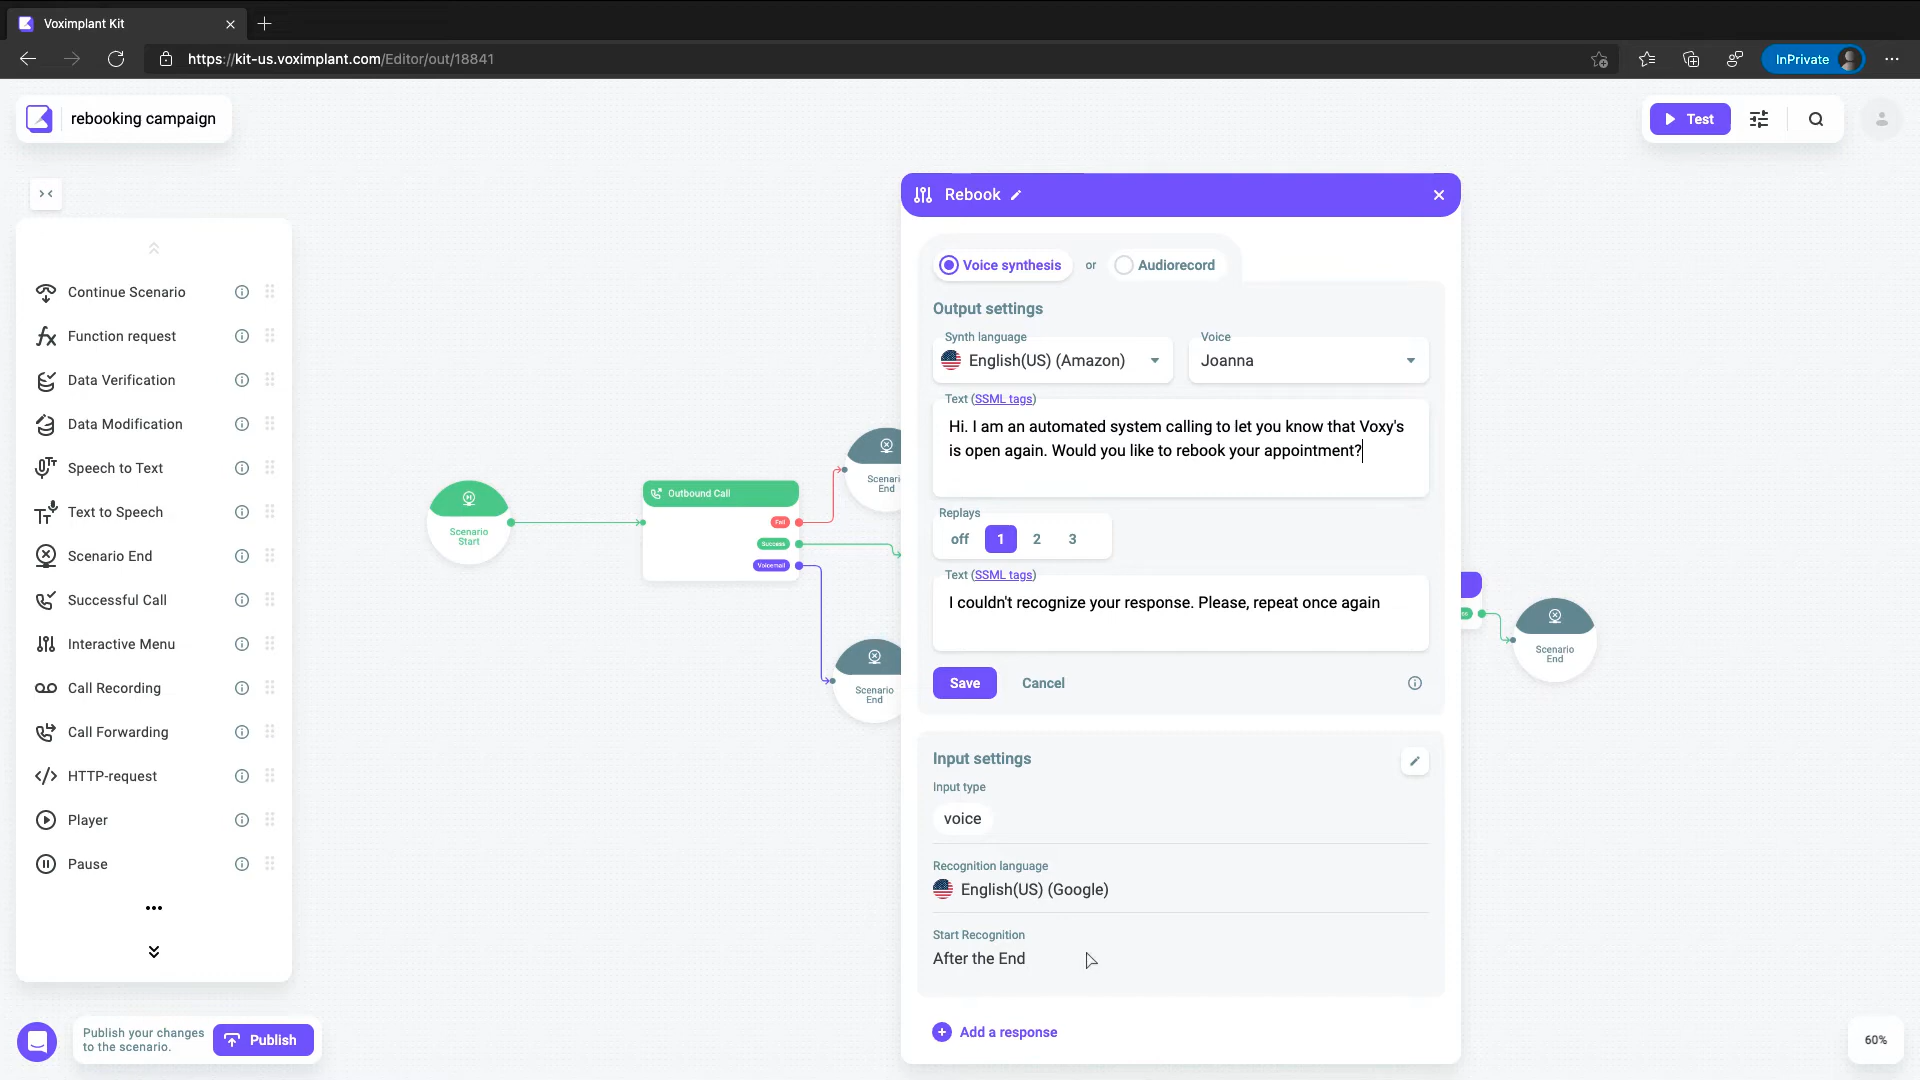 Voximplant Kit
https://kit-us.voximplant.com/Editor/out/18841
InPrivate
rebooking campaign
Test
Continue Scenario
Function request
Data Verification
Data Modification
Speech to Text
Text to Speech
Scenario End
Successful Call
Interactive Menu
Call Recording
Call Forwarding
HTTP-request
Player
Pause
Publish your changes
to the scenario.
Publish
Scenario
Start
Outbound Call
Fail
Success
Voicemail
Scenari
End
Scenario
End
Rebook
Voice synthesis
or
Audiorecord
Output settings
Synth language
English(US) (Amazon)
Voice
Joanna
Text (SSML tags)
Hi. I am an automated system calling to let you know that Voxy's
is open again. Would you like to rebook your appointment?
Replays
off 1 2 3
Text (SSML tags)
I couldn't recognize your response. Please, repeat once again
Save
Cancel
Input settings
Input type
voice
Recognition language
English(US) (Google)
Start Recognition
After the End
Add a response
Scenario
End
60%